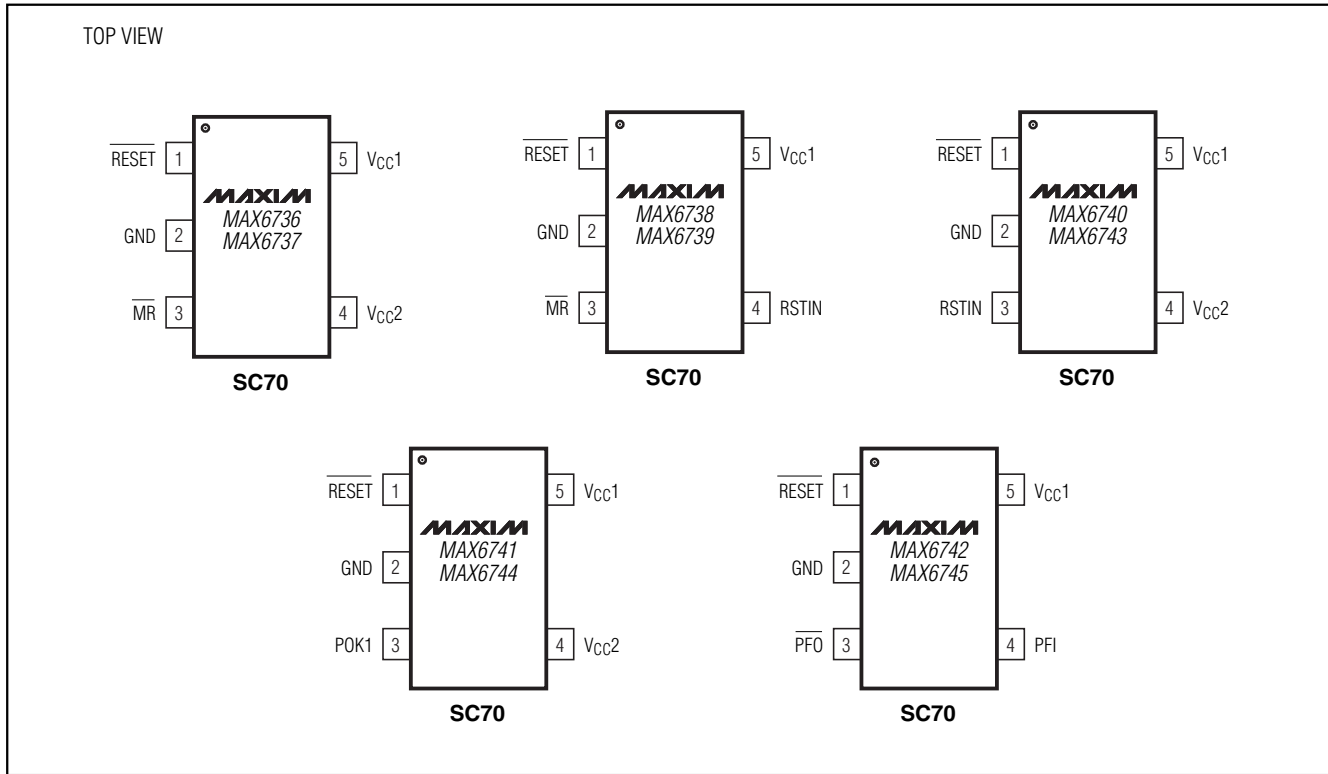 TOP VIEW
RESET 1
GND 2
MR 3
MAXIM
MAX6736
MAX6737
5 VCC1
4 VCC2
SC70
RESET 1
GND 2
MR 3
MAXIM
MAX6738
MAX6739
5 VCC1
4 RSTIN
SC70
RESET 1
GND 2
RSTIN 3
MAXIM
MAX6740
MAX6743
5 VCC1
4 VCC2
SC70
RESET 1
GND 2
POK1 3
MAXIM
MAX6741
MAX6744
5 VCC1
4 VCC2
SC70
RESET 1
GND 2
PFO 3
MAXIM
MAX6742
MAX6745
5 VCC1
4 PFI
SC70